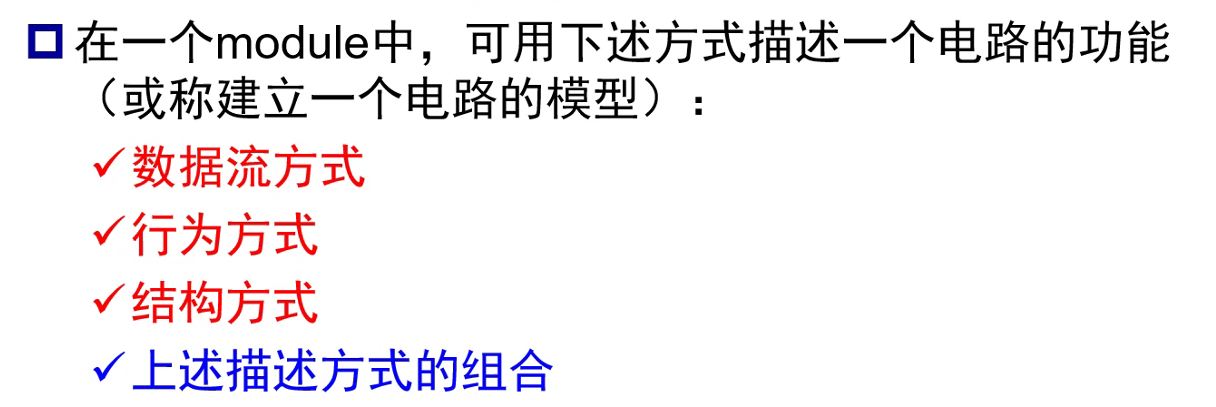 在一个module中，可用下述方式描述一个电路的功能
（或称建立一个电路的模型）：
✓数据流方式
✓行为方式
✓结构方式
✓上述描述方式的组合